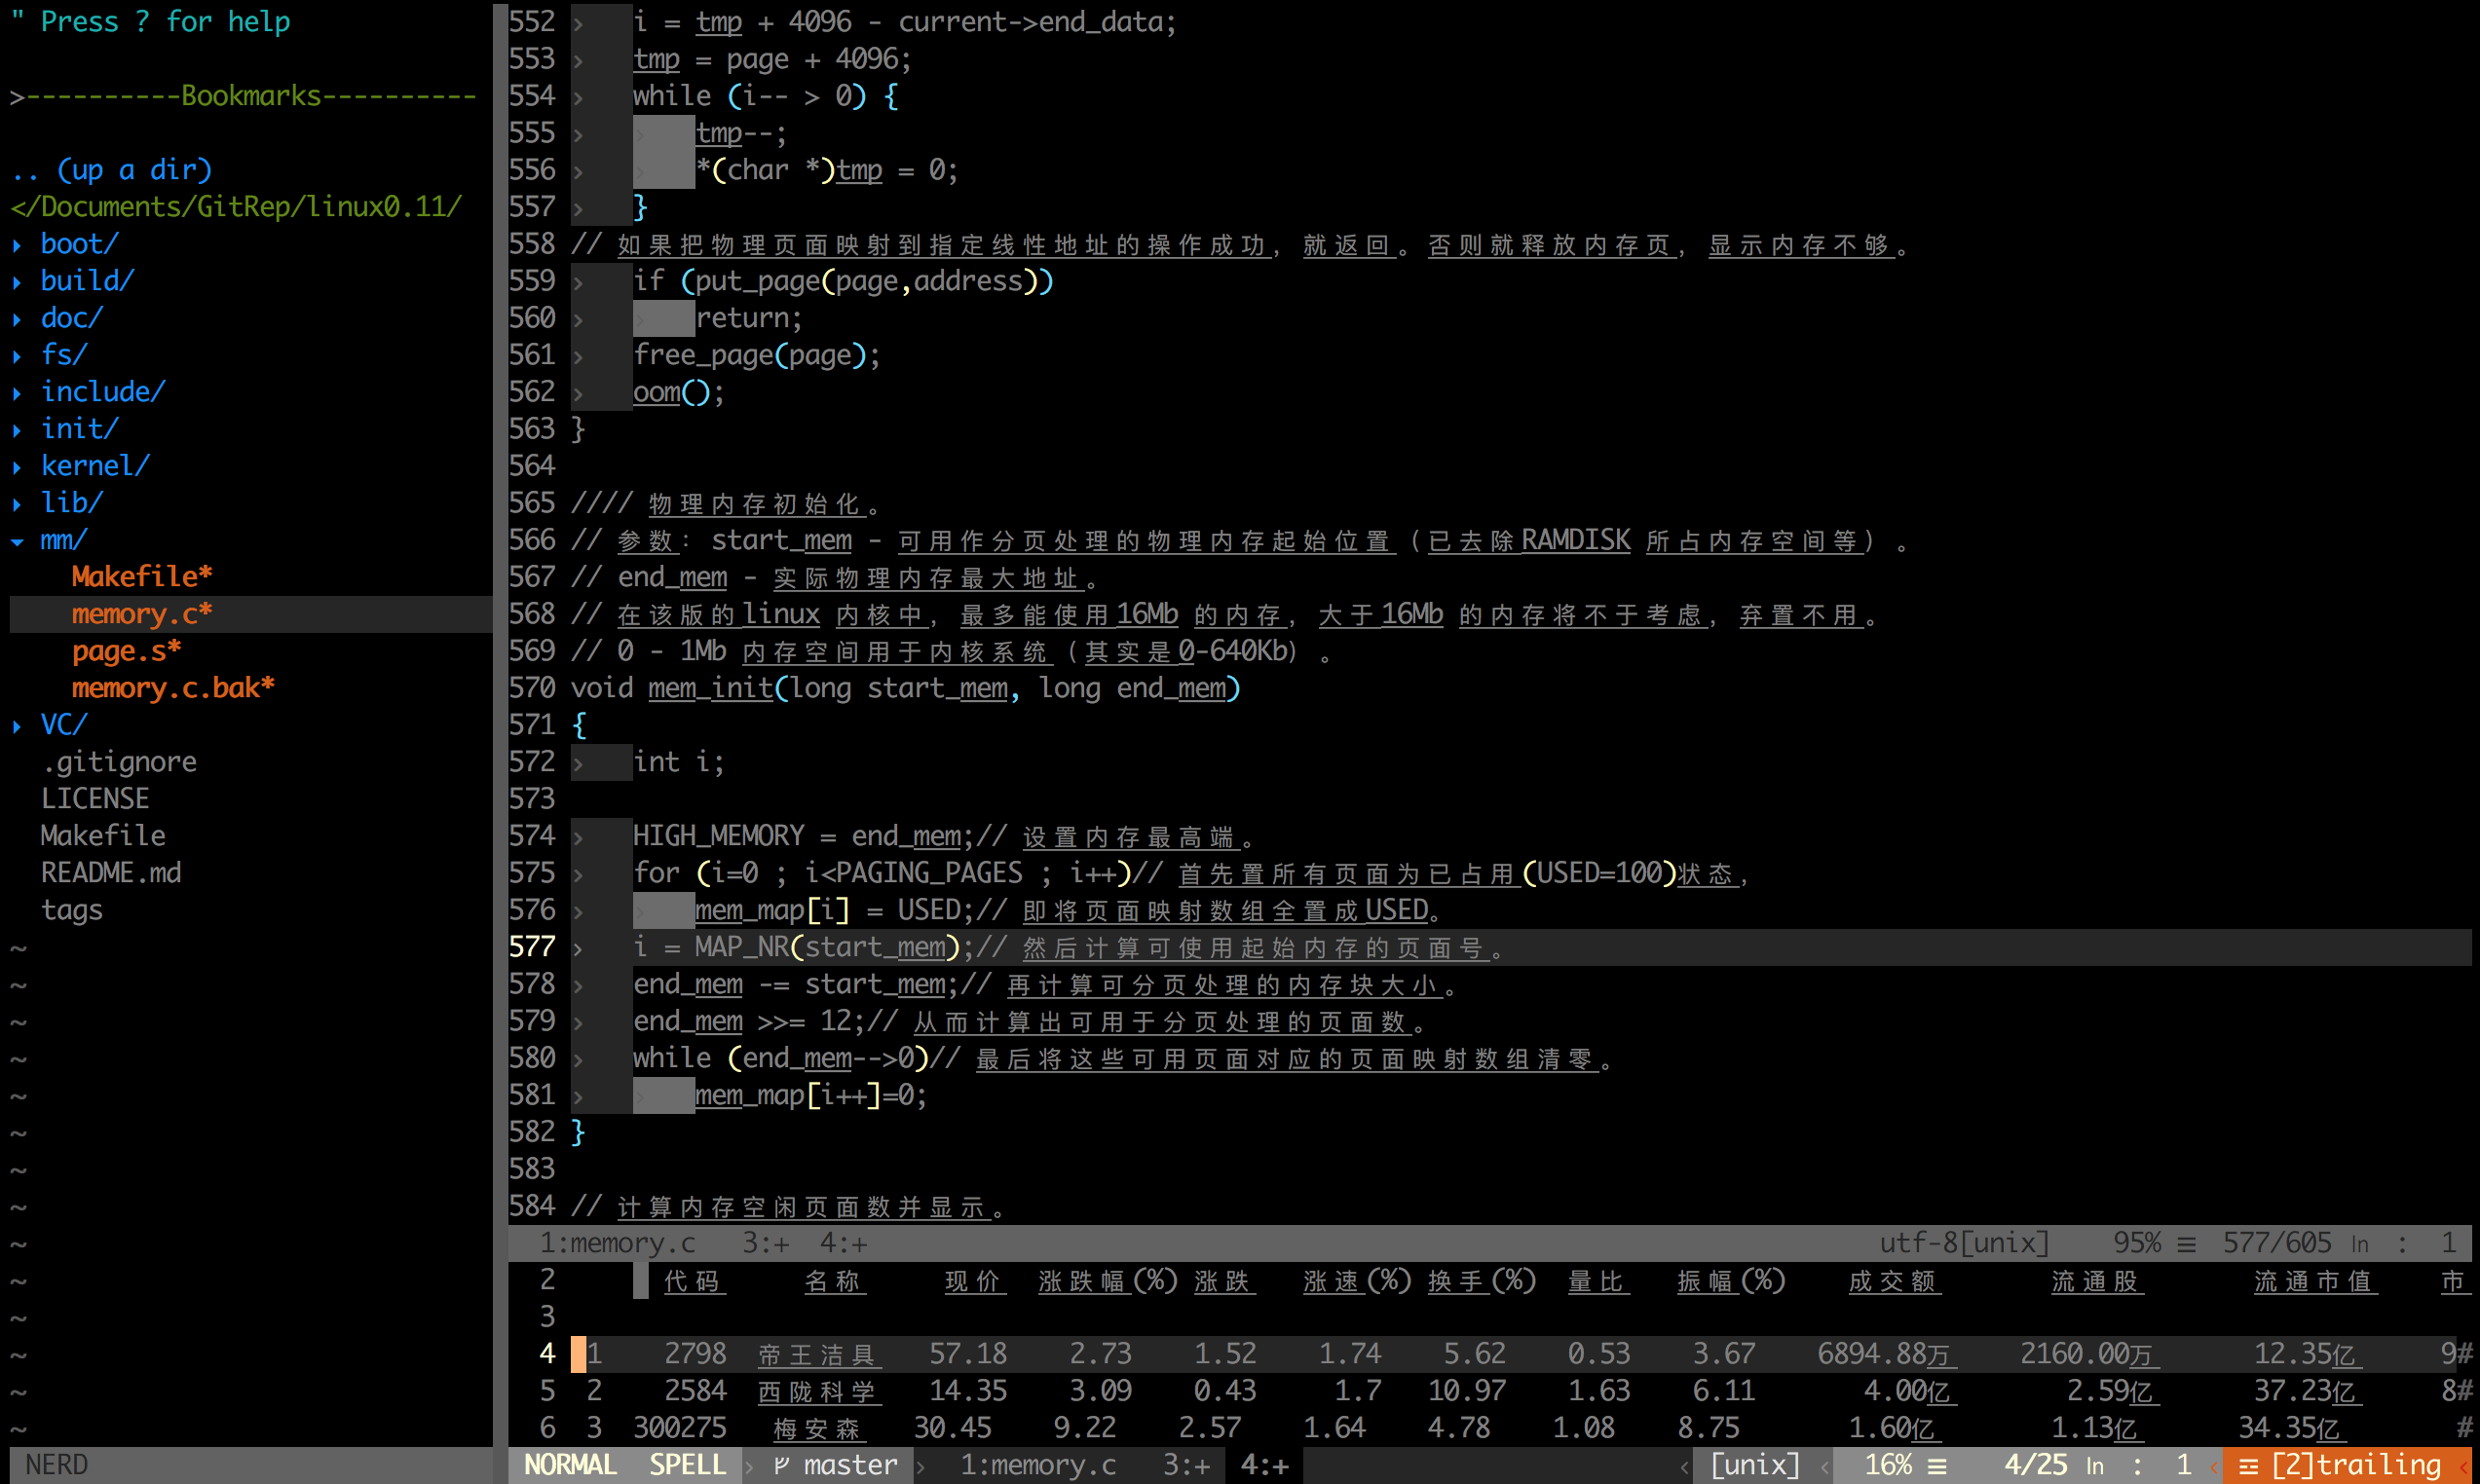 " Press ? for help
>----------Bookmarks----------
.. (up a dir)
</Documents/GitRep/linux0.11/
▸ boot/
▸ build/
▸ doc/
▸ fs/
▸ include/
▸ init/
▸ kernel/
▸ lib/
▾ mm/
Makefile*
memory.c*
page.s*
memory.c.bak*
▸ VC/
.gitignore
LICENSE
Makefile
README.md
tags
~
~
~
~
~
~
~
~
~
~
~
~
~
~
NERD
552 ›   i = tmp + 4096 - current->end_data;
553 ›   tmp = page + 4096;
554 ›   while (i-- > 0) {
555 ›   ›   tmp--;
556 ›   ›   *(char *)tmp = 0;
557 ›   }
558 // 如果把物理页面映射到指定线性地址的操作成功，就返回。否则就释放内存页，显示内存不够。
559 ›   if (put_page(page,address))
560 ›   ›   return;
561 ›   free_page(page);
562 ›   oom();
563 }
564
565 //// 物理内存初始化。
566 // 参数：start_mem - 可用作分页处理的物理内存起始位置（已去除RAMDISK 所占内存空间等）。
567 // end_mem - 实际物理内存最大地址。
568 // 在该版的linux 内核中，最多能使用16Mb 的内存，大于16Mb 的内存将不于考虑，弃置不用。
569 // 0 - 1Mb 内存空间用于内核系统（其实是0-640Kb）。
570 void mem_init(long start_mem, long end_mem)
571 {
572 ›   int i;
573
574 ›   HIGH_MEMORY = end_mem;// 设置内存最高端。
575 ›   for (i=0 ; i<PAGING_PAGES ; i++)// 首先置所有页面为已占用(USED=100)状态，
576 ›   ›   mem_map[i] = USED;// 即将页面映射数组全置成USED。
577 ›   i = MAP_NR(start_mem);// 然后计算可使用起始内存的页面号。
578 ›   end_mem -= start_mem;// 再计算可分页处理的内存块大小。
579 ›   end_mem >>= 12;// 从而计算出可用于分页处理的页面数。
580 ›   while (end_mem-->0)// 最后将这些可用页面对应的页面映射数组清零。
581 ›   ›   mem_map[i++]=0;
582 }
583
584 // 计算内存空闲页面数并显示。
1:memory.c   3:+  4:+   utf-8[unix]   95% ≡  577/605 ln  :  1
2   代码   名称   现价   涨跌幅(%)   涨跌   涨速(%)   换手(%)   量比   振幅(%)   成交额   流通股   流通市值   市
3
4 1   2798   帝王洁具   57.18   2.73   1.52   1.74   5.62   0.53   3.67   6894.88万   2160.00万   12.35亿   9#
5 2   2584   西陇科学   14.35   3.09   0.43   1.7   10.97   1.63   6.11   4.00亿   2.59亿   37.23亿   8#
6 3   300275   梅安森   30.45   9.22   2.57   1.64   4.78   1.08   8.75   1.60亿   1.13亿   34.35亿   #
NORMAL  SPELL › master › 1:memory.c   3:+  4:+   ‹ [unix] ‹ 16% ≡   4/25 ln  :  1 ‹ ☲ [2]trailing ‹